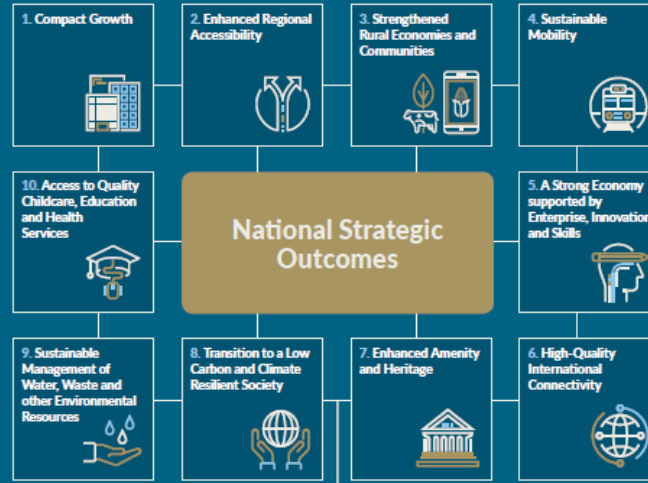 1. Compact Growth
2. Enhanced Regional
Accessibility
3. Strengthened
Rural Economies and
Communities
4. Sustainable
Mobility
10. Access to Quality
Childcare, Education
and Health
Services
National Strategic
Outcomes
5. A Strong Economy
supported by
Enterprise, Innovation
and Skills
9. Sustainable
Management of
Water, Waste and
other Environmental
Resources
8. Transition to a Low
Carbon and Climate
Resilient Society
7. Enhanced Amenity
and Heritage
6. High-Quality
International
Connectivity